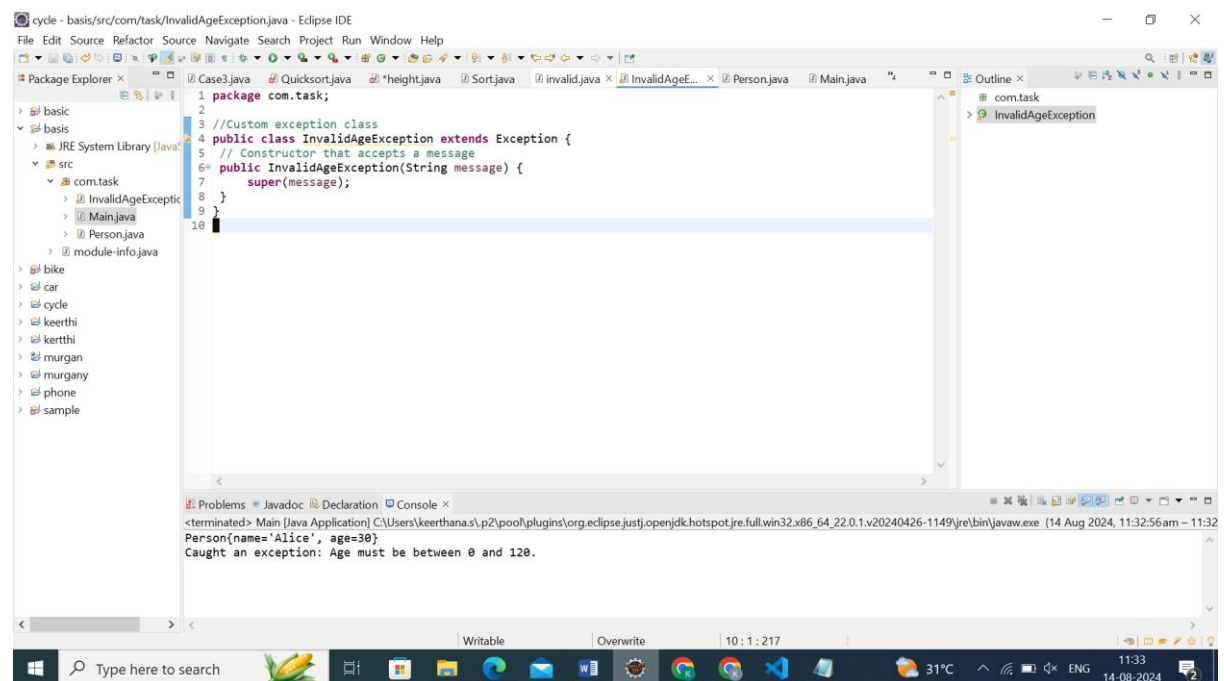 cycle - basis/src/com/task/InvalidAgeException.java - Eclipse IDE
File Edit Source Refactor Source Navigate Search Project Run Window Help
Package Explorer
basic
basis
JRE System Library [JavaS
src
com.task
InvalidAgeExceptic
Main.java
Person.java
module-info.java
bike
car
cycle
keerthi
kertthi
murgan
murgany
phone
sample
Case3.java Quicksort.java *height.java Sort.java invalid.java InvalidAgeE... Person.java Main.java "4
1 package com.task;
2
3 //Custom exception class
4 public class InvalidAgeException extends Exception {
5 // Constructor that accepts a message
6 public InvalidAgeException(String message) {
7 super(message);
8 }
9 }
10
Outline
com.task
InvalidAgeException
Problems Javadoc Declaration Console
<terminated> Main [Java Application] C:\Users\keerthana.s\.p2\pool\plugins\org.eclipse.justj.openjdk.hotspot.jre.full.win32.x86_64_22.0.1.v20240426-1149\jre\bin\javaw.exe (14 Aug 2024, 11:32:56 am – 11:32
Person{name='Alice', age=30}
Caught an exception: Age must be between 0 and 120.
Writable Overwrite 10 : 1 : 217
Type here to search 31°C ENG 11:33
14-08-2024 2